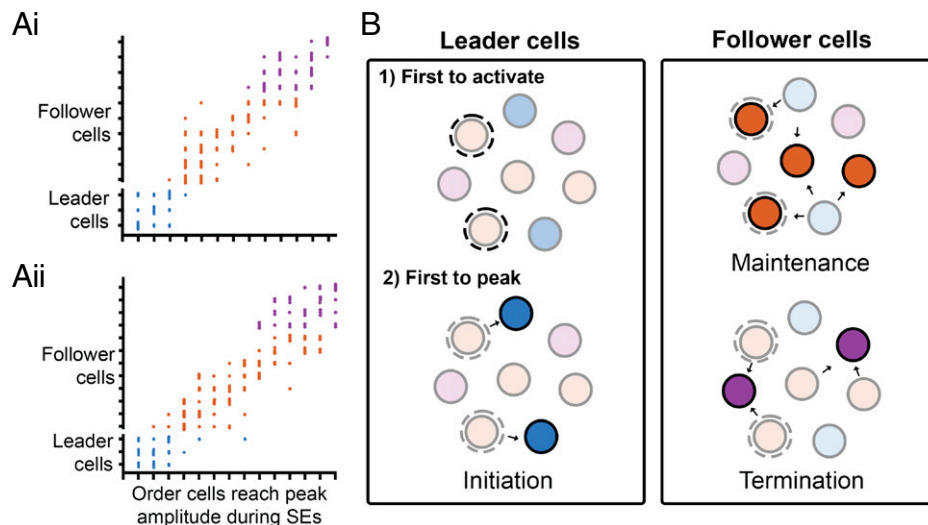 Ai
Follower
cells
Leader
cells
Aii
Follower
cells
Leader
cells
Order cells reach peak
amplitude during SEs
B
Leader cells
1) First to activate
2) First to peak
Initiation
Follower cells
Maintenance
Termination